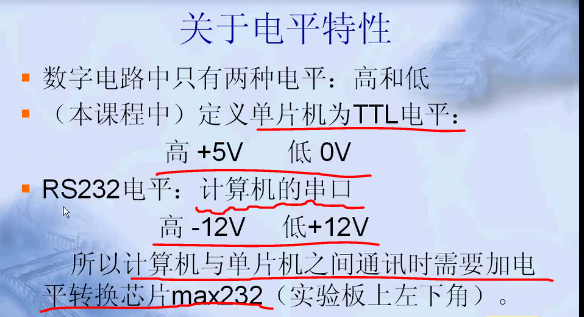 关于电平特性
数字电路中只有两种电平：高和低
（本课程中）定义单片机为TTL电平：
高 +5V 低 0V
RS232电平：计算机的串口
高 -12V 低+12V
所以计算机与单片机之间通讯时需要加电
平转换芯片max232（实验板上左下角）。